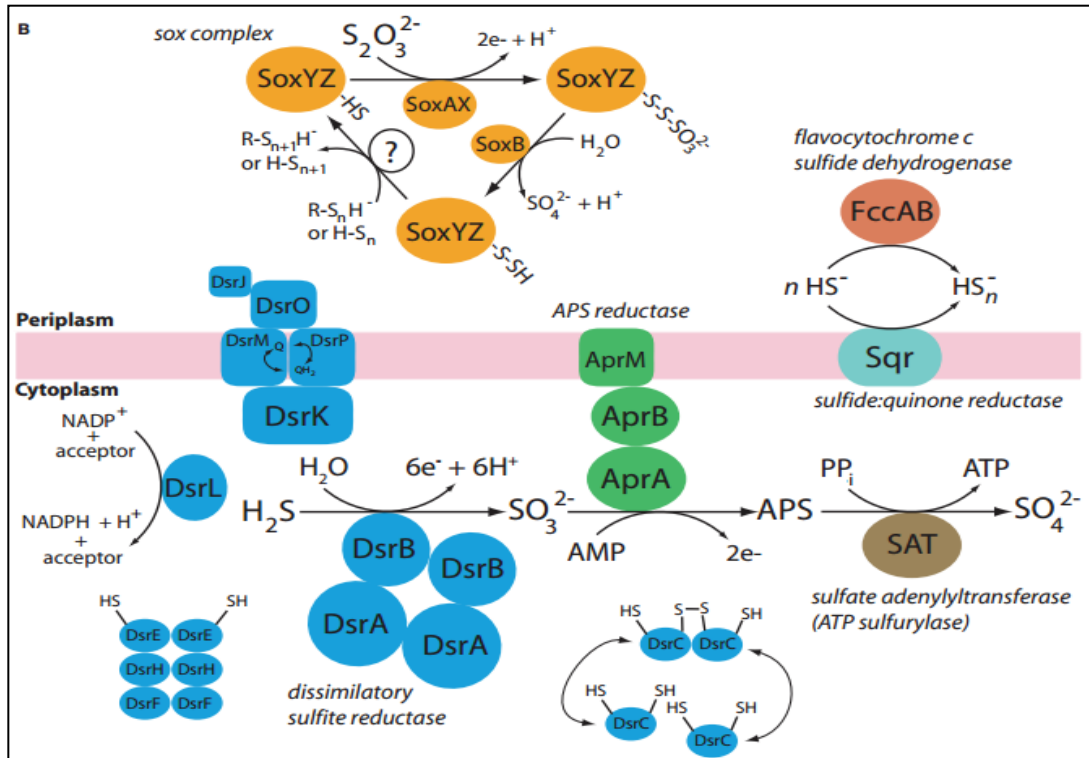 B
sox complex
S₂O₃²⁻
2e- + H⁺
SoxYZ
-HS
SoxAX
SoxYZ
-S-S-SO₃²⁻
SoxB
H₂O
R-Sₙ₊₁H⁻
or H-Sₙ₊₁
?
SO₄²⁻ + H⁺
R-SₙH⁻
or H-Sₙ
SoxYZ
-S-SH
flavocytochrome c
sulfide dehydrogenase
FccAB
n HS⁻
HSₙ⁻
DsrJ
DsrO
APS reductase
Periplasm
DsrM
Q
DsrP
QH₂
AprM
Sqr
Cytoplasm
DsrK
AprB
sulfide:quinone reductase
NADP⁺
+
acceptor
DsrL
NADPH + H⁺
+
acceptor
H₂S
H₂O
6e⁻ + 6H⁺
SO₃²⁻
AprA
AMP
2e-
APS
PPᵢ
ATP
SO₄²⁻
SAT
sulfate adenylyltransferase
(ATP sulfurylase)
DsrB
DsrB
DsrA
DsrA
dissimilatory
sulfite reductase
HS
SH
DsrE
DsrE
DsrH
DsrH
DsrF
DsrF
HS
S-S
SH
DsrC
DsrC
HS
SH
HS
SH
DsrC
DsrC